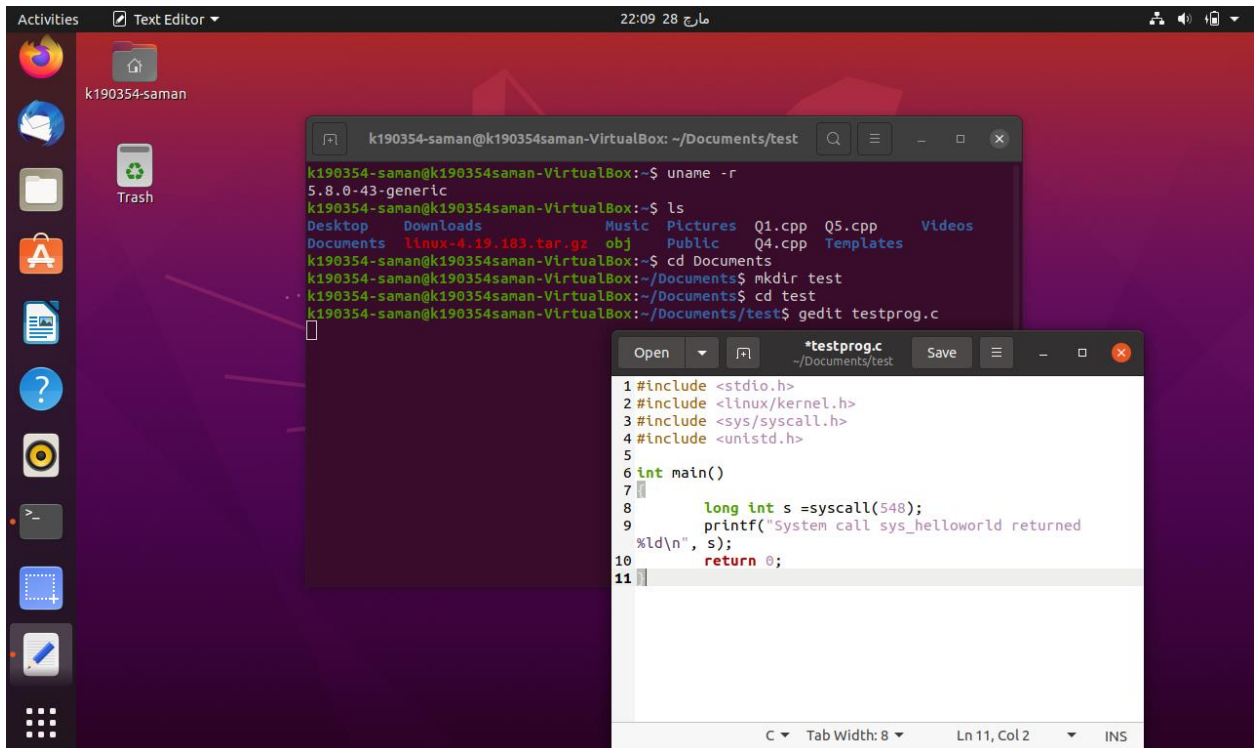 Activities Text Editor 22:09 28 مارچ
k190354-saman
Trash
k190354-saman@k190354saman-VirtualBox: ~/Documents/test
k190354-saman@k190354saman-VirtualBox:~$ uname -r
5.8.0-43-generic
k190354-saman@k190354saman-VirtualBox:~$ ls
Desktop Downloads Music Pictures Q1.cpp Q5.cpp Videos
Documents linux-4.19.183.tar.gz obj Public Q4.cpp Templates
k190354-saman@k190354saman-VirtualBox:~$ cd Documents
k190354-saman@k190354saman-VirtualBox:~/Documents$ mkdir test
k190354-saman@k190354saman-VirtualBox:~/Documents$ cd test
k190354-saman@k190354saman-VirtualBox:~/Documents/test$ gedit testprog.c
Open *testprog.c Save
~/Documents/test
1 #include <stdio.h>
2 #include <linux/kernel.h>
3 #include <sys/syscall.h>
4 #include <unistd.h>
5
6 int main()
7 {
8 long int s =syscall(548);
9 printf("System call sys_helloworld returned
%ld\n", s);
10 return 0;
11 }
C Tab Width: 8 Ln 11, Col 2 INS